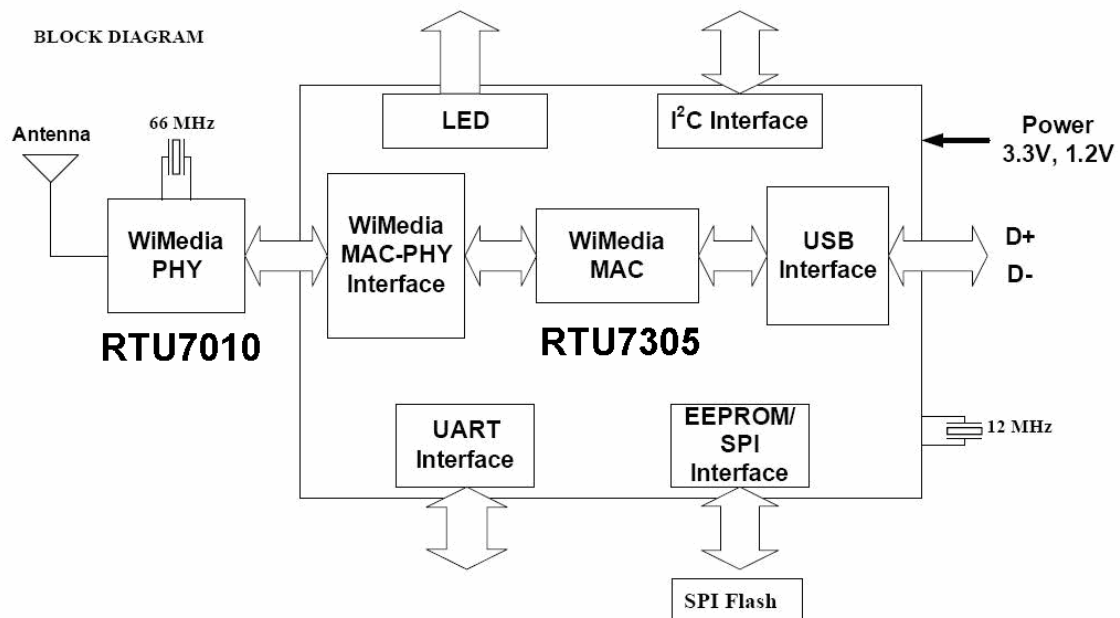 BLOCK DIAGRAM
LED
I²C Interface
Power
3.3V, 1.2V
Antenna
66 MHz
WiMedia
PHY
WiMedia
MAC-PHY
Interface
WiMedia
MAC
USB
Interface
D+
D-
RTU7010
RTU7305
UART
Interface
EEPROM/
SPI
Interface
12 MHz
SPI Flash